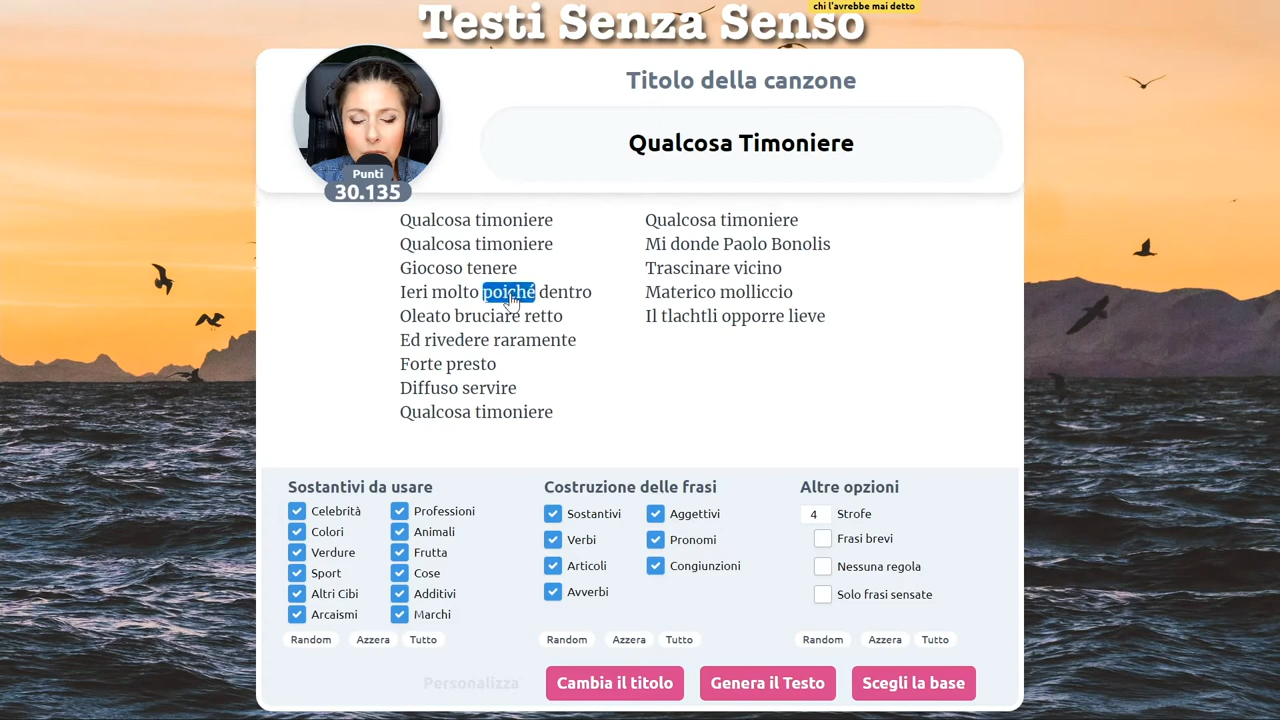 chi l'avrebbe mai detto
Testi Senza Senso
Titolo della canzone
Qualcosa Timoniere
Punti
30.135
Qualcosa timoniere
Qualcosa timoniere
Giocoso tenere
Ieri molto poiché dentro
Oleato bruciare retto
Ed rivedere raramente
Forte presto
Diffuso servire
Qualcosa timoniere
Qualcosa timoniere
Mi donde Paolo Bonolis
Trascinare vicino
Materico molliccio
Il tlachtli opporre lieve
Sostantivi da usare
Celebrità
Professioni
Colori
Animali
Verdure
Frutta
Sport
Cose
Altri Cibi
Additivi
Arcaismi
Marchi
Random
Azzera
Tutto
Costruzione delle frasi
Sostantivi
Aggettivi
Verbi
Pronomi
Articoli
Congiunzioni
Avverbi
Random
Azzera
Tutto
Altre opzioni
4 Strofe
Frasi brevi
Nessuna regola
Solo frasi sensate
Random
Azzera
Tutto
Personalizza
Cambia il titolo
Genera il Testo
Scegli la base